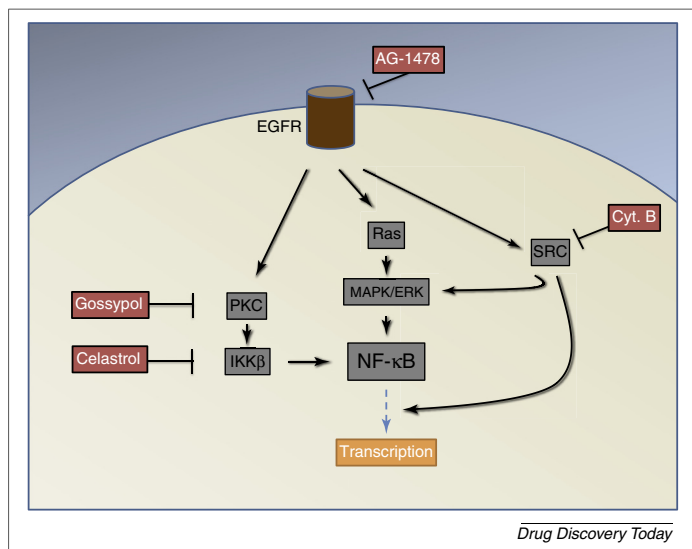 AG-1478
EGFR
Cyt. B
Ras
SRC
Gossypol
PKC
MAPK/ERK
Celastrol
IKKβ
NF-κB
Transcription
Drug Discovery Today